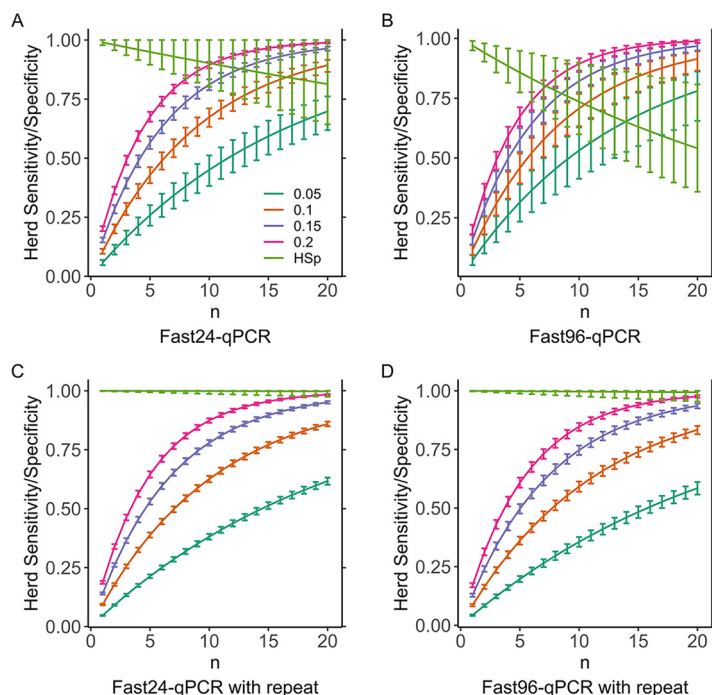 A
Herd Sensitivity/Specificity
1.00
0.75
0.50
0.25
0.00
0.05
0.1
0.15
0.2
HSp
0 5 10 15 20
n
Fast24-qPCR
B
Herd Sensitivity/Specificity
1.00
0.75
0.50
0.25
0 5 10 15 20
n
Fast96-qPCR
C
Herd Sensitivity/Specificity
1.00
0.75
0.50
0.25
0.00
0 5 10 15 20
n
Fast24-qPCR with repeat
D
Herd Sensitivity/Specificity
1.00
0.75
0.50
0.25
0.00
0 5 10 15 20
n
Fast96-qPCR with repeat